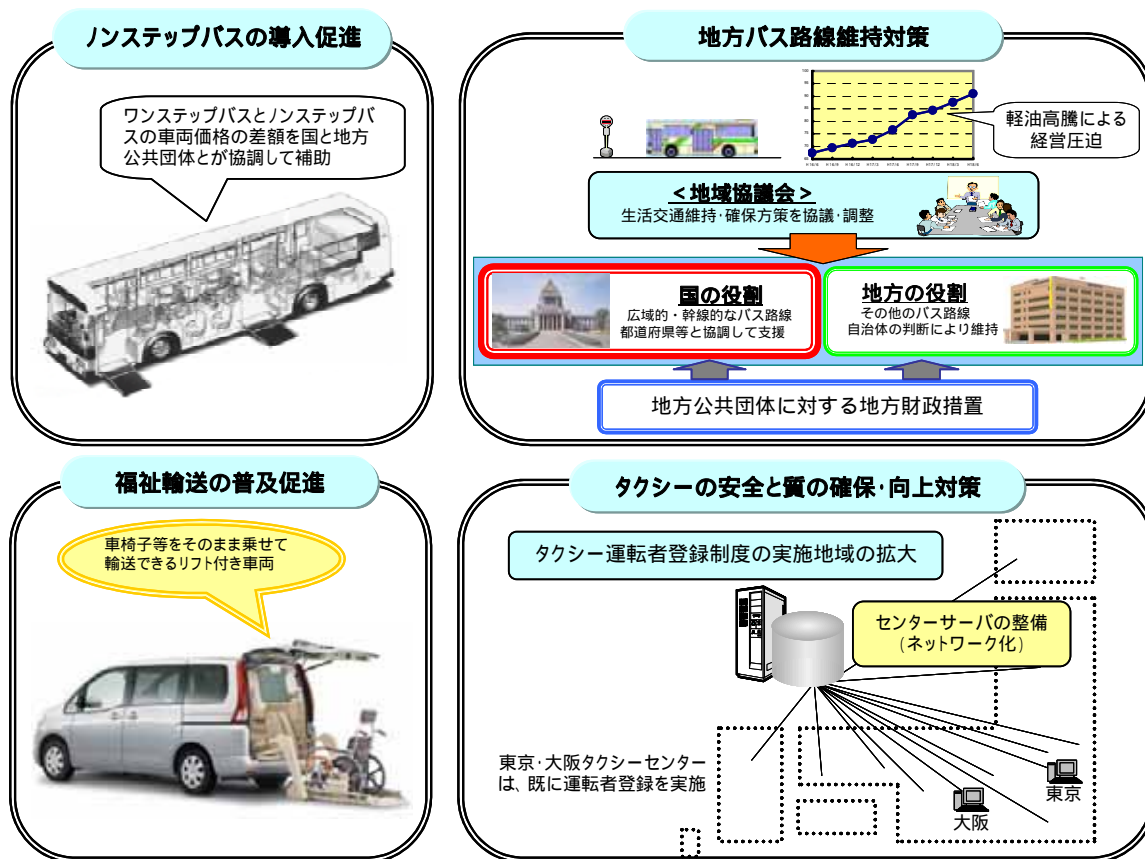 ノンステップバスの導入促進
ワンステップバスとノンステップバ
スの車両価格の差額を国と地方
公共団体とが協調して補助
地方バス路線維持対策
軽油高騰による
経営圧迫
＜地域協議会＞
生活交通維持・確保方策を協議・調整
国の役割
広域的・幹線的なバス路線
都道府県等と協調して支援
地方の役割
その他のバス路線
自治体の判断により維持
地方公共団体に対する地方財政措置
福祉輸送の普及促進
車椅子等をそのまま乗せて
輸送できるリフト付き車両
タクシーの安全と質の確保・向上対策
タクシー運転者登録制度の実施地域の拡大
センターサーバの整備
(ネットワーク化)
東京・大阪タクシーセンター
は、既に運転者登録を実施
東京
大阪